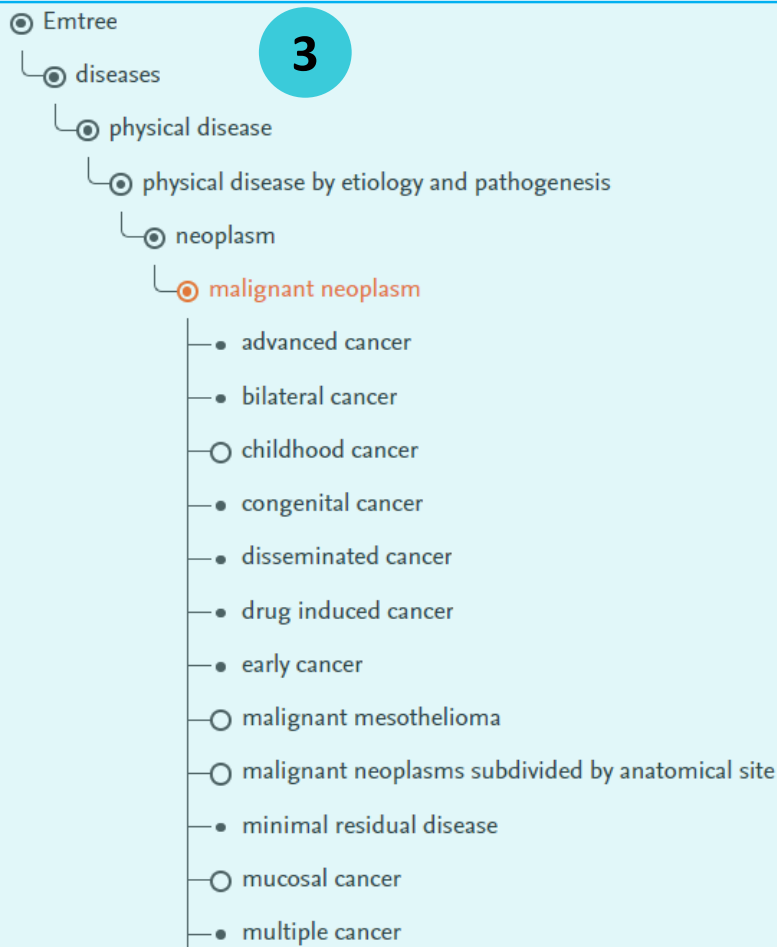 Emtree
3
diseases
physical disease
physical disease by etiology and pathogenesis
neoplasm
malignant neoplasm
advanced cancer
bilateral cancer
childhood cancer
congenital cancer
disseminated cancer
drug induced cancer
early cancer
malignant mesothelioma
malignant neoplasms subdivided by anatomical site
minimal residual disease
mucosal cancer
multiple cancer